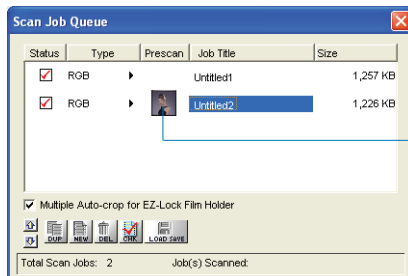 Scan Job Queue
Status Type Prescan Job Title Size
RGB Untitled1 1,257 KB
RGB Untitled2 1,226 KB
Multiple Auto-crop for EZ-Lock Film Holder
DUP NEW DEL CHK LOAD SAVE
Total Scan Jobs: 2 Job(s) Scanned: